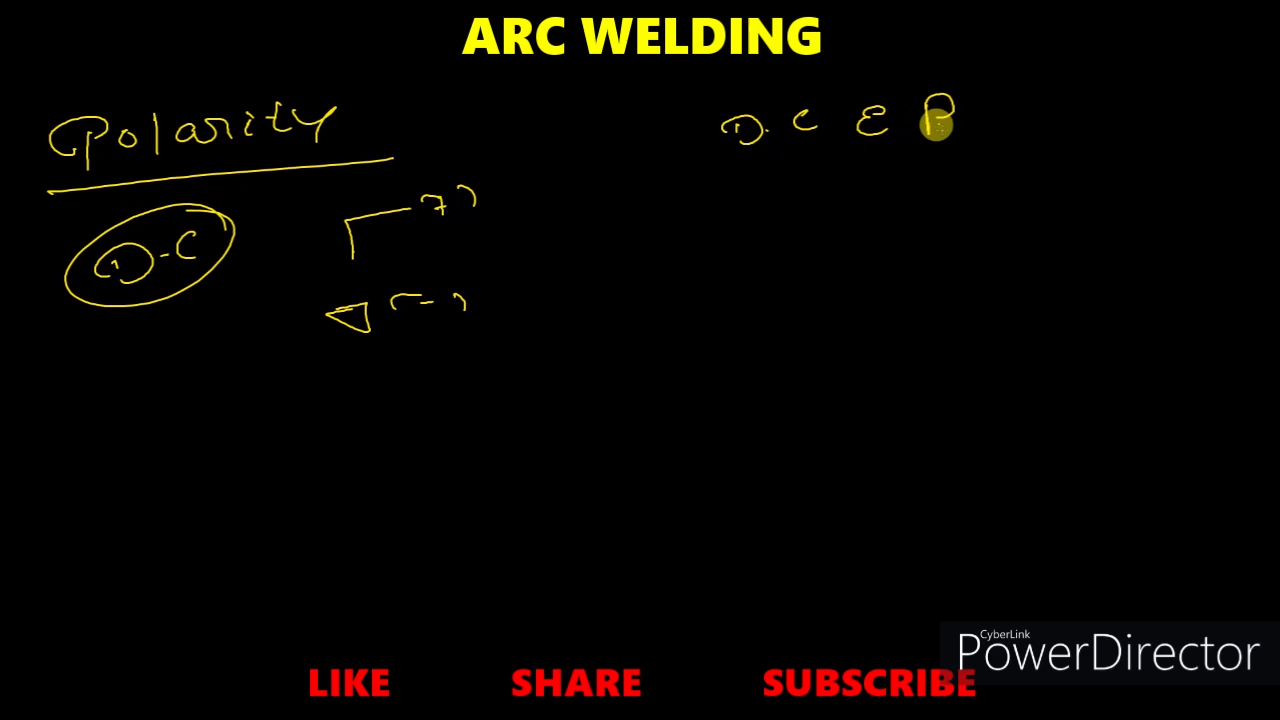 ARC WELDING
Polarity
D.C E P
D-C
LIKE SHARE SUBSCRIBE
CyberLink
PowerDirector